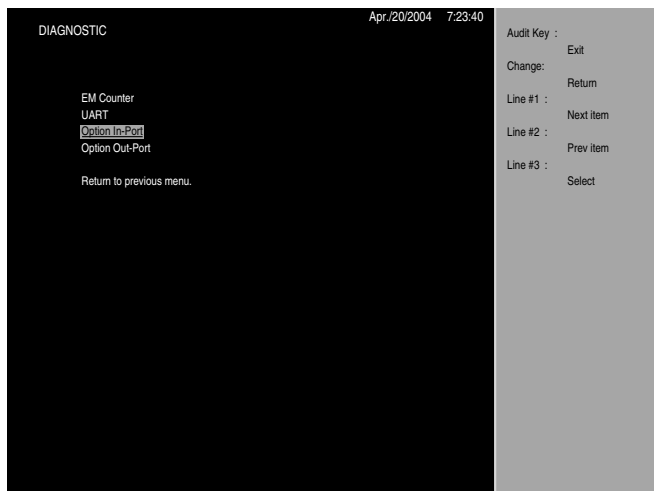 Apr./20/2004 7:23:40
DIAGNOSTIC
EM Counter
UART
Option In-Port
Option Out-Port
Return to previous menu.
Audit Key :
Exit
Change:
Return
Line #1 :
Next item
Line #2 :
Prev item
Line #3 :
Select